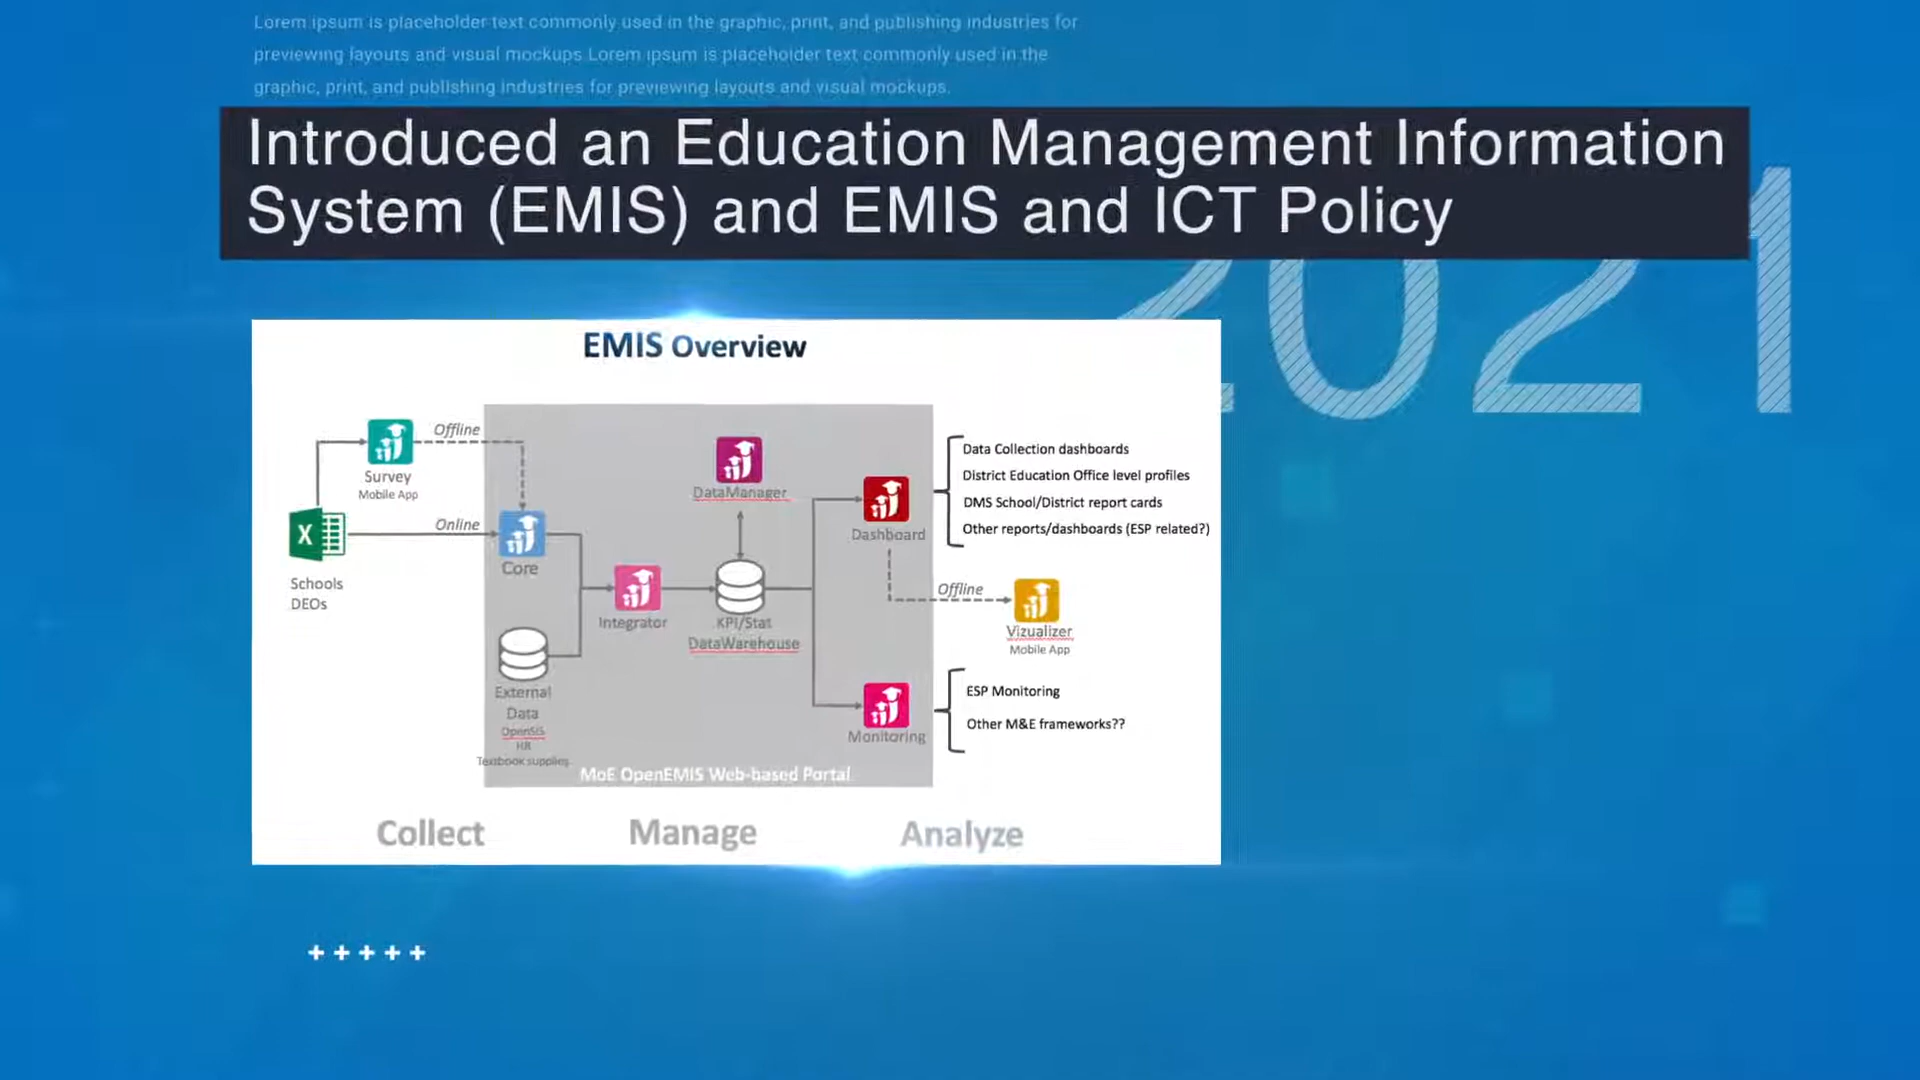 Lorem ipsum is placeholder text commonly used in the graphic, print, and publishing industries for
previewing layouts and visual mockups Lorem ipsum is placeholder text commonly used in the
graphic, print, and publishing industries for previewing layouts and visual mockups.
Introduced an Education Management Information
System (EMIS) and EMIS and ICT Policy
2021
EMIS Overview
Survey
Mobile App
Offline
Online
Schools
DEOs
Core
External
Data
OpenSIS
HR
Textbook supplies
Integrator
DataManager
KPI/Stat
DataWarehouse
Dashboard
Monitoring
MoE OpenEMIS Web-based Portal
Data Collection dashboards
District Education Office level profiles
DMS School/District report cards
Other reports/dashboards (ESP related?)
Offline
Vizualizer
Mobile App
ESP Monitoring
Other M&E frameworks??
Collect
Manage
Analyze